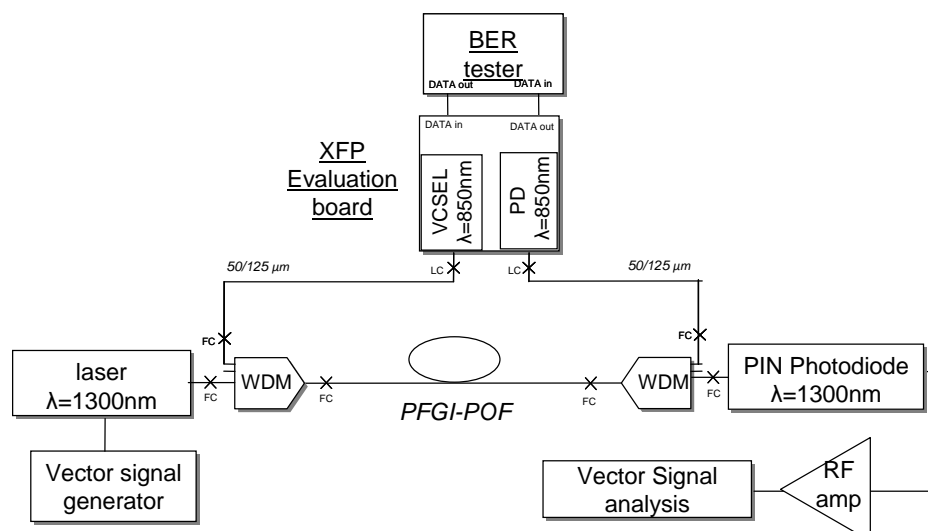 BER
tester
DATA out
DATA in
DATA in
DATA out
XFP
Evaluation
board
VCSEL
λ=850nm
PD
λ=850nm
50/125 µm
LC
LC
50/125 µm
FC
FC
laser
λ=1300nm
FC
WDM
FC
PFGI-POF
FC
WDM
FC
PIN Photodiode
λ=1300nm
Vector signal
generator
Vector Signal
analysis
RF
amp